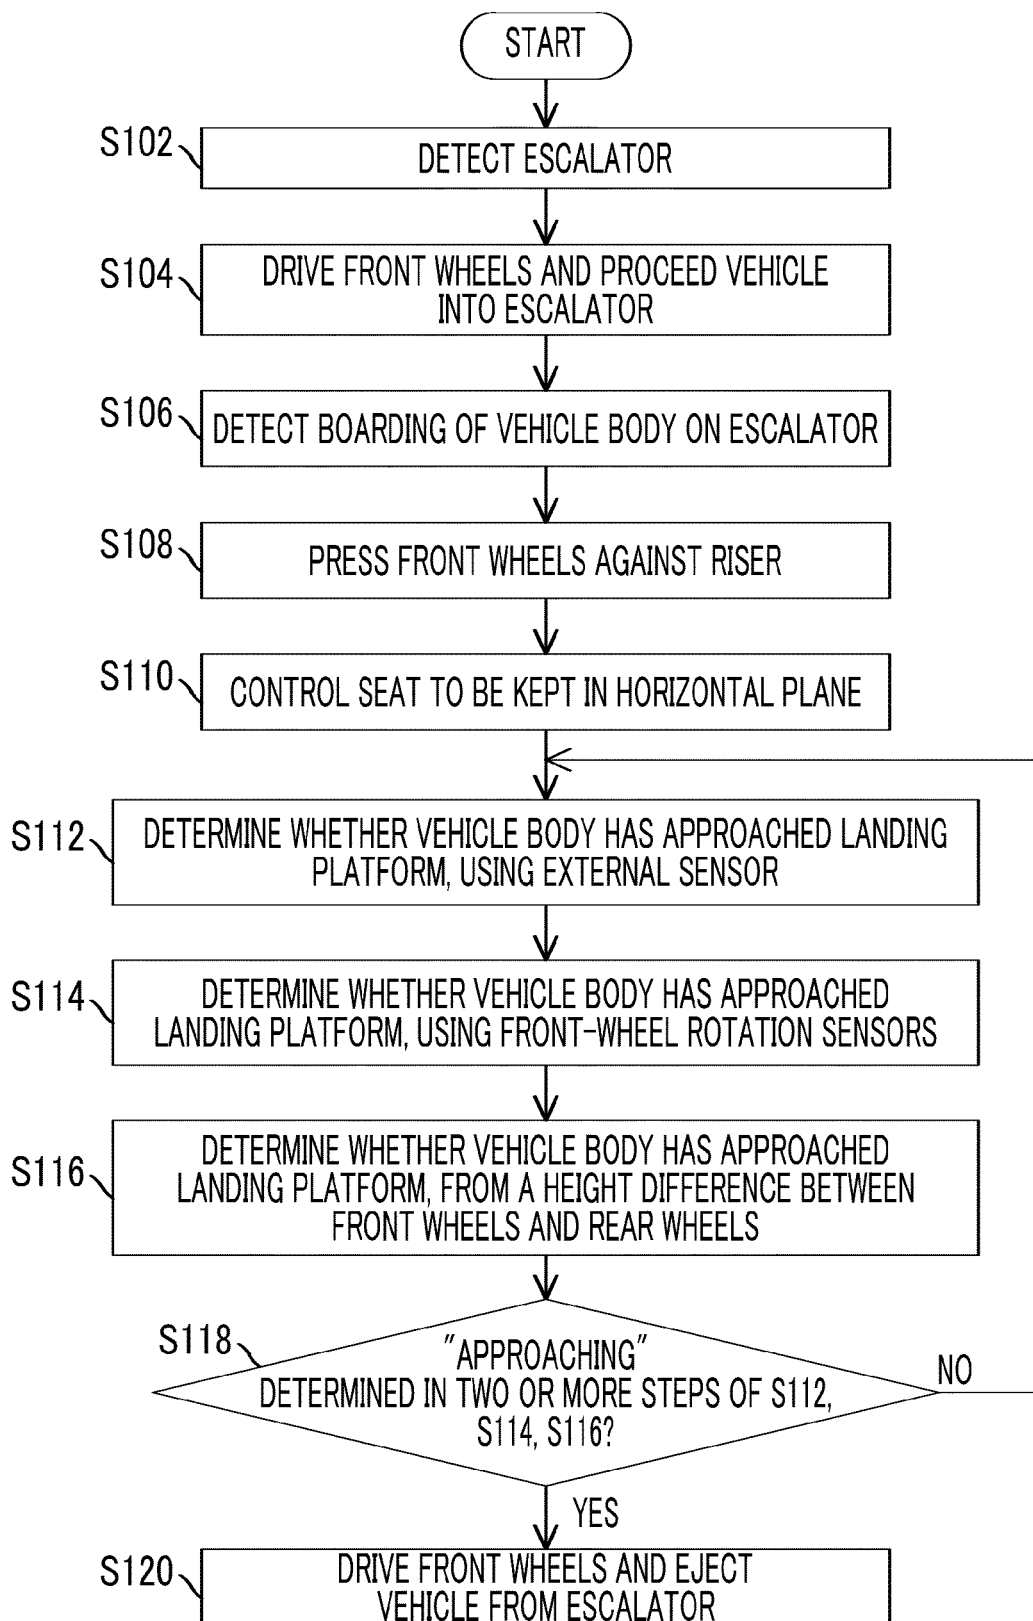 START
S102
DETECT ESCALATOR
S104
DRIVE FRONT WHEELS AND PROCEED VEHICLE
INTO ESCALATOR
S106
DETECT BOARDING OF VEHICLE BODY ON ESCALATOR
S108
PRESS FRONT WHEELS AGAINST RISER
S110
CONTROL SEAT TO BE KEPT IN HORIZONTAL PLANE
S112
DETERMINE WHETHER VEHICLE BODY HAS APPROACHED LANDING
PLATFORM, USING EXTERNAL SENSOR
S114
DETERMINE WHETHER VEHICLE BODY HAS APPROACHED
LANDING PLATFORM, USING FRONT-WHEEL ROTATION SENSORS
S116
DETERMINE WHETHER VEHICLE BODY HAS APPROACHED
LANDING PLATFORM, FROM A HEIGHT DIFFERENCE BETWEEN
FRONT WHEELS AND REAR WHEELS
S118
"APPROACHING"
DETERMINED IN TWO OR MORE STEPS OF S112,
S114, S116?
NO
YES
S120
DRIVE FRONT WHEELS AND EJECT
VEHICLE FROM ESCALATOR